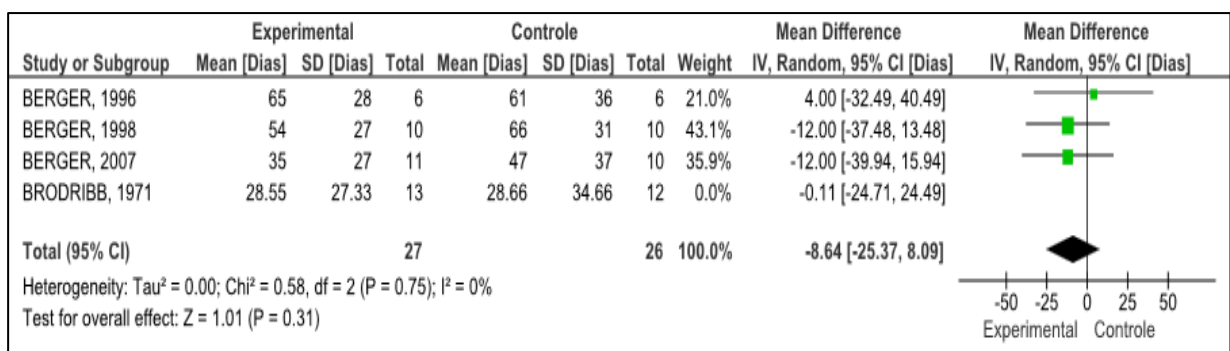 Experimental Controle Mean Difference Mean Difference
Study or Subgroup Mean [Dias] SD [Dias] Total Mean [Dias] SD [Dias] Total Weight IV, Random, 95% CI [Dias] IV, Random, 95% CI [Dias]
BERGER, 1996 65 28 6 61 36 6 21.0% 4.00 [-32.49, 40.49]
BERGER, 1998 54 27 10 66 31 10 43.1% -12.00 [-37.48, 13.48]
BERGER, 2007 35 27 11 47 37 10 35.9% -12.00 [-39.94, 15.94]
BRODRIBB, 1971 28.55 27.33 13 28.66 34.66 12 0.0% -0.11 [-24.71, 24.49]
Total (95% CI) 27 26 100.0% -8.64 [-25.37, 8.09]
Heterogeneity: Tau² = 0.00; Chi² = 0.58, df = 2 (P = 0.75); I² = 0%
Test for overall effect: Z = 1.01 (P = 0.31)
-50 -25 0 25 50
Experimental Controle